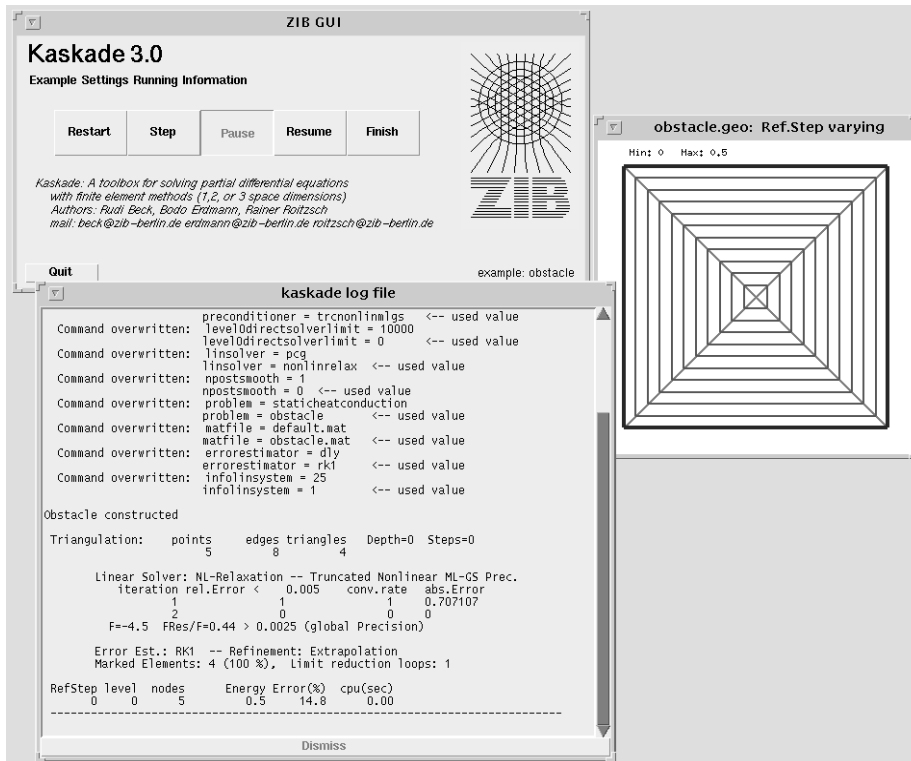 ZIB GUI
Kaskade 3.0
Example Settings Running Information
Restart Step Pause Resume Finish
Kaskade: A toolbox for solving partial differential equations
with finite element methods (1,2, or 3 space dimensions)
Authors: Rudi Beck, Bodo Erdmann, Rainer Roitzsch
mail: beck@zib-berlin.de erdmann@zib-berlin.de roitzsch@zib-berlin.de
ZIB
Quit
example: obstacle
obstacle.geo: Ref.Step varying
Min: 0 Max: 0.5
kaskade log file
preconditioner = trcnonlinmlgs <-- used value
Command overwritten: level0directsolverlimit = 10000
level0directsolverlimit = 0 <-- used value
Command overwritten: linsolver = pcg
linsolver = nonlinrelax <-- used value
Command overwritten: npostsmooth = 1
npostsmooth = 0 <-- used value
Command overwritten: problem = staticheatconduction
problem = obstacle <-- used value
Command overwritten: matfile = default.mat
matfile = obstacle.mat <-- used value
Command overwritten: errorestimator = dly
errorestimator = rk1 <-- used value
Command overwritten: infolinsystem = 25
infolinsystem = 1 <-- used value
Obstacle constructed
Triangulation: points edges triangles Depth=0 Steps=0
5 8 4
Linear Solver: NL-Relaxation -- Truncated Nonlinear ML-GS Prec.
iteration rel.Error < 0.005 conv.rate abs.Error
1 1 1 0.707107
2 0 0 0
F=-4.5 FRes/F=0.44 > 0.0025 (global Precision)
Error Est.: RK1 -- Refinement: Extrapolation
Marked Elements: 4 (100 %), Limit reduction loops: 1
RefStep level nodes Energy Error(%) cpu(sec)
0 0 5 0.5 14.8 0.00
Dismiss